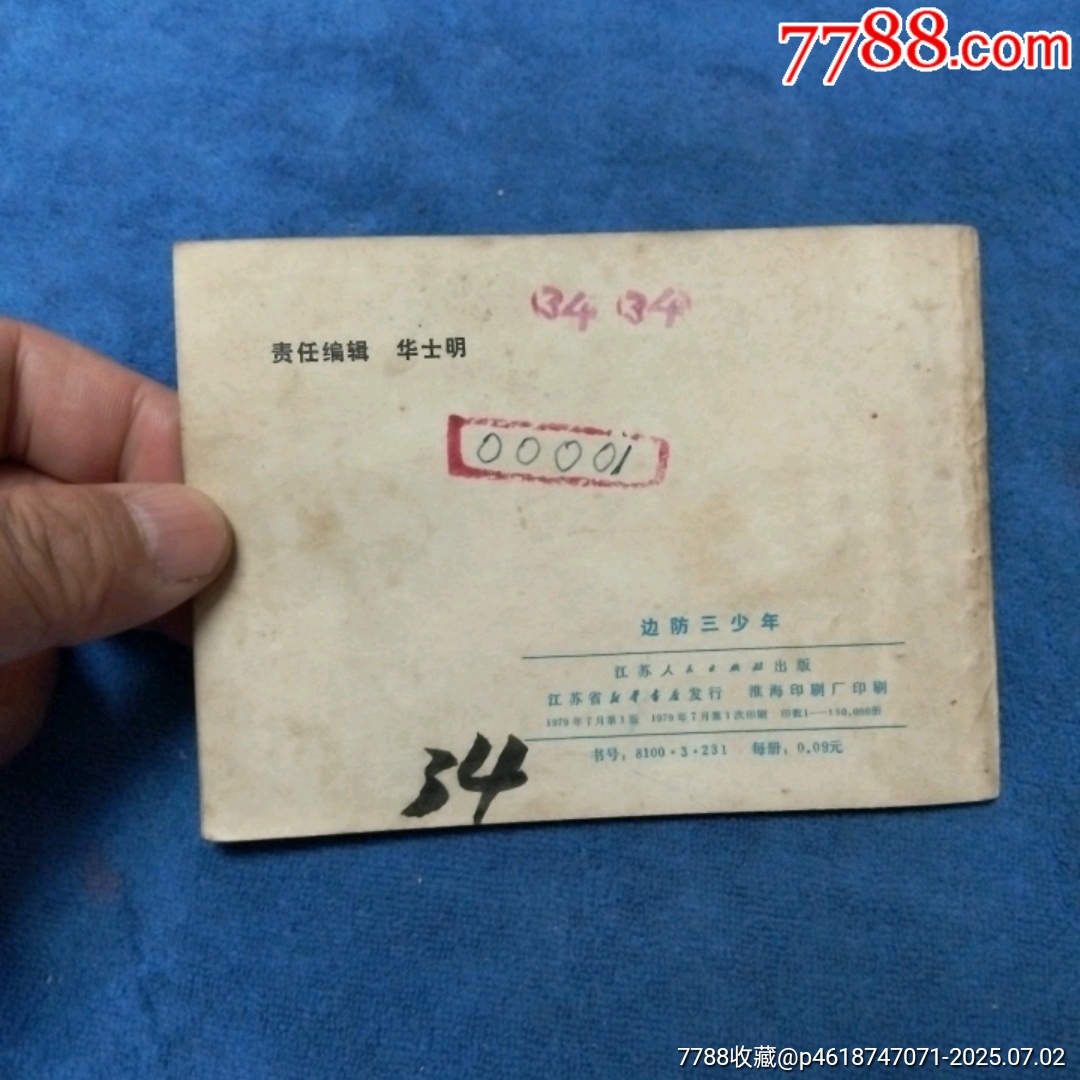 7788.com
34 34
责任编辑 华士明
00001
边防三少年
江苏人民出版社出版
江苏省新华书店发行 淮海印刷厂印刷
1979年7月第1版 1979年7月第1次印刷 印数1—150,000册
书号：8100·3·231 每册：0.09元
34
7788收藏@p4618747071-2025.07.02